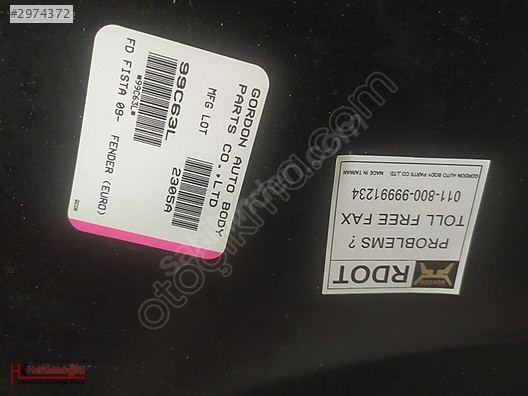 #2974372
GORDON AUTO BODY
PARTS CO.,LTD
MFG LOT
99C63L
2305A
*99C63L*
FD FISTA 09- FENDER (EURO)
RDOT
PROBLEMS ?
TOLL FREE FAX
011-800-99991234
GORDON AUTO BODY PARTS CO.,LTD. MADE IN TAIWAN
sahibinden.com